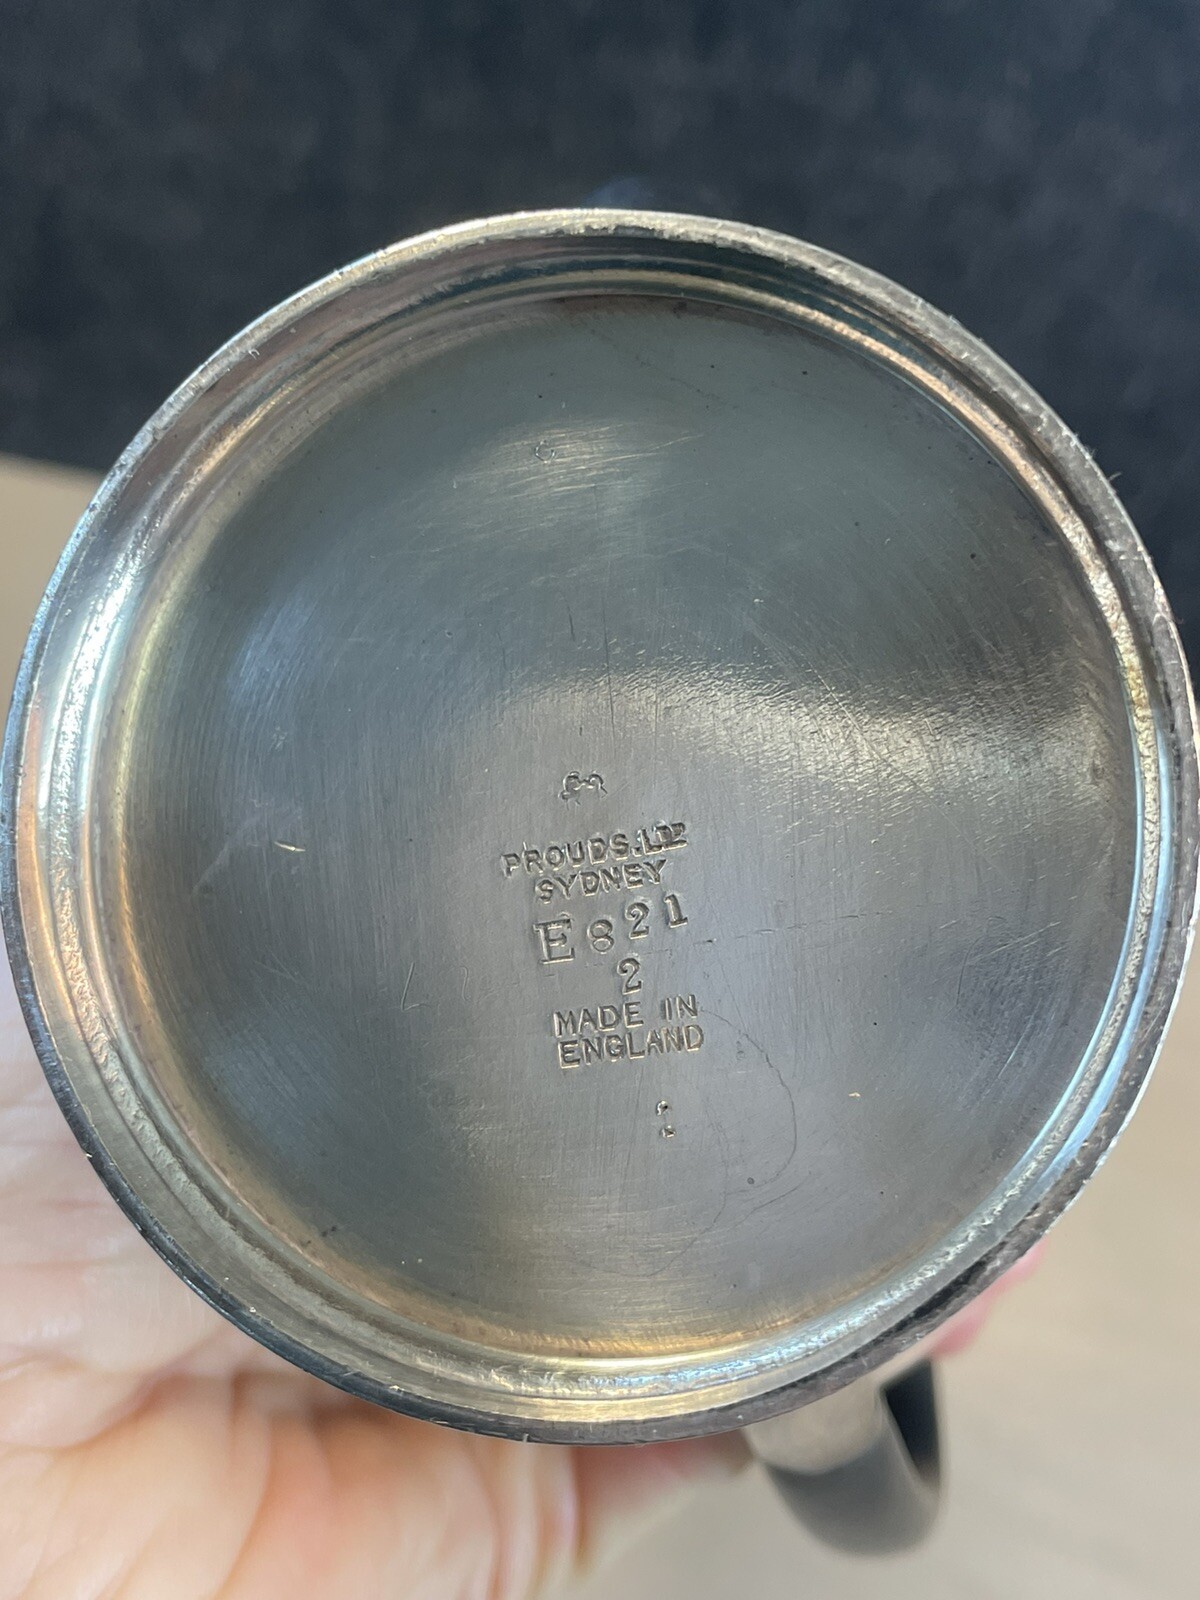 PROUDS. LTD
SYDNEY
E821
2
MADE IN
ENGLAND